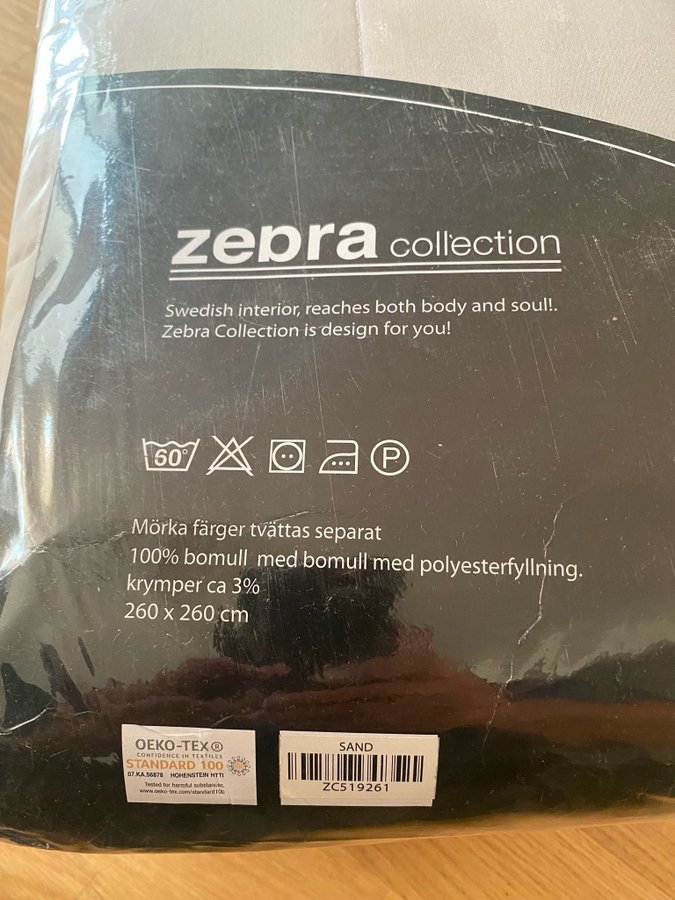 zebra collection
Swedish interior, reaches both body and soul!.
Zebra Collection is design for you!
60°
P
Mörka färger tvättas separat
100% bomull med bomull med polyesterfyllning.
krymper ca 3%
260 x 260 cm
OEKO-TEX®
CONFIDENCE IN TEXTILES
STANDARD 100
07.KA.56878 HOHENSTEIN HTTI
Tested for harmful substances.
www.oeko-tex.com/standard100
SAND
ZC519261